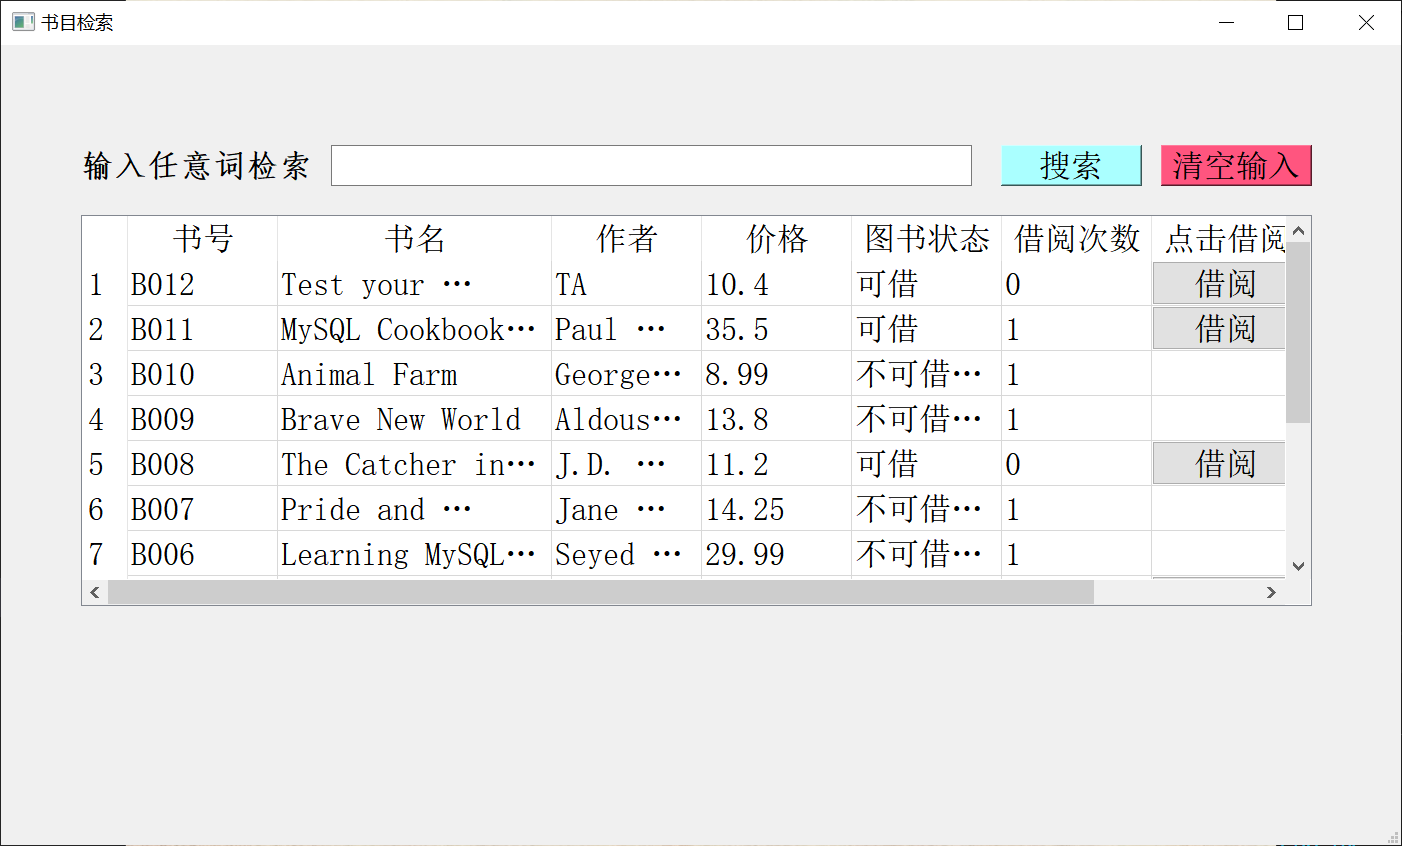 书目检索
输入任意词检索 搜索 清空输入
书号 书名 作者 价格 图书状态 借阅次数 点击借阅
1 B012 Test your … TA 10.4 可借 0 借阅
2 B011 MySQL Cookbook… Paul … 35.5 可借 1 借阅
3 B010 Animal Farm George… 8.99 不可借… 1
4 B009 Brave New World Aldous… 13.8 不可借… 1
5 B008 The Catcher in… J.D. … 11.2 可借 0 借阅
6 B007 Pride and … Jane … 14.25 不可借… 1
7 B006 Learning MySQL… Seyed … 29.99 不可借… 1